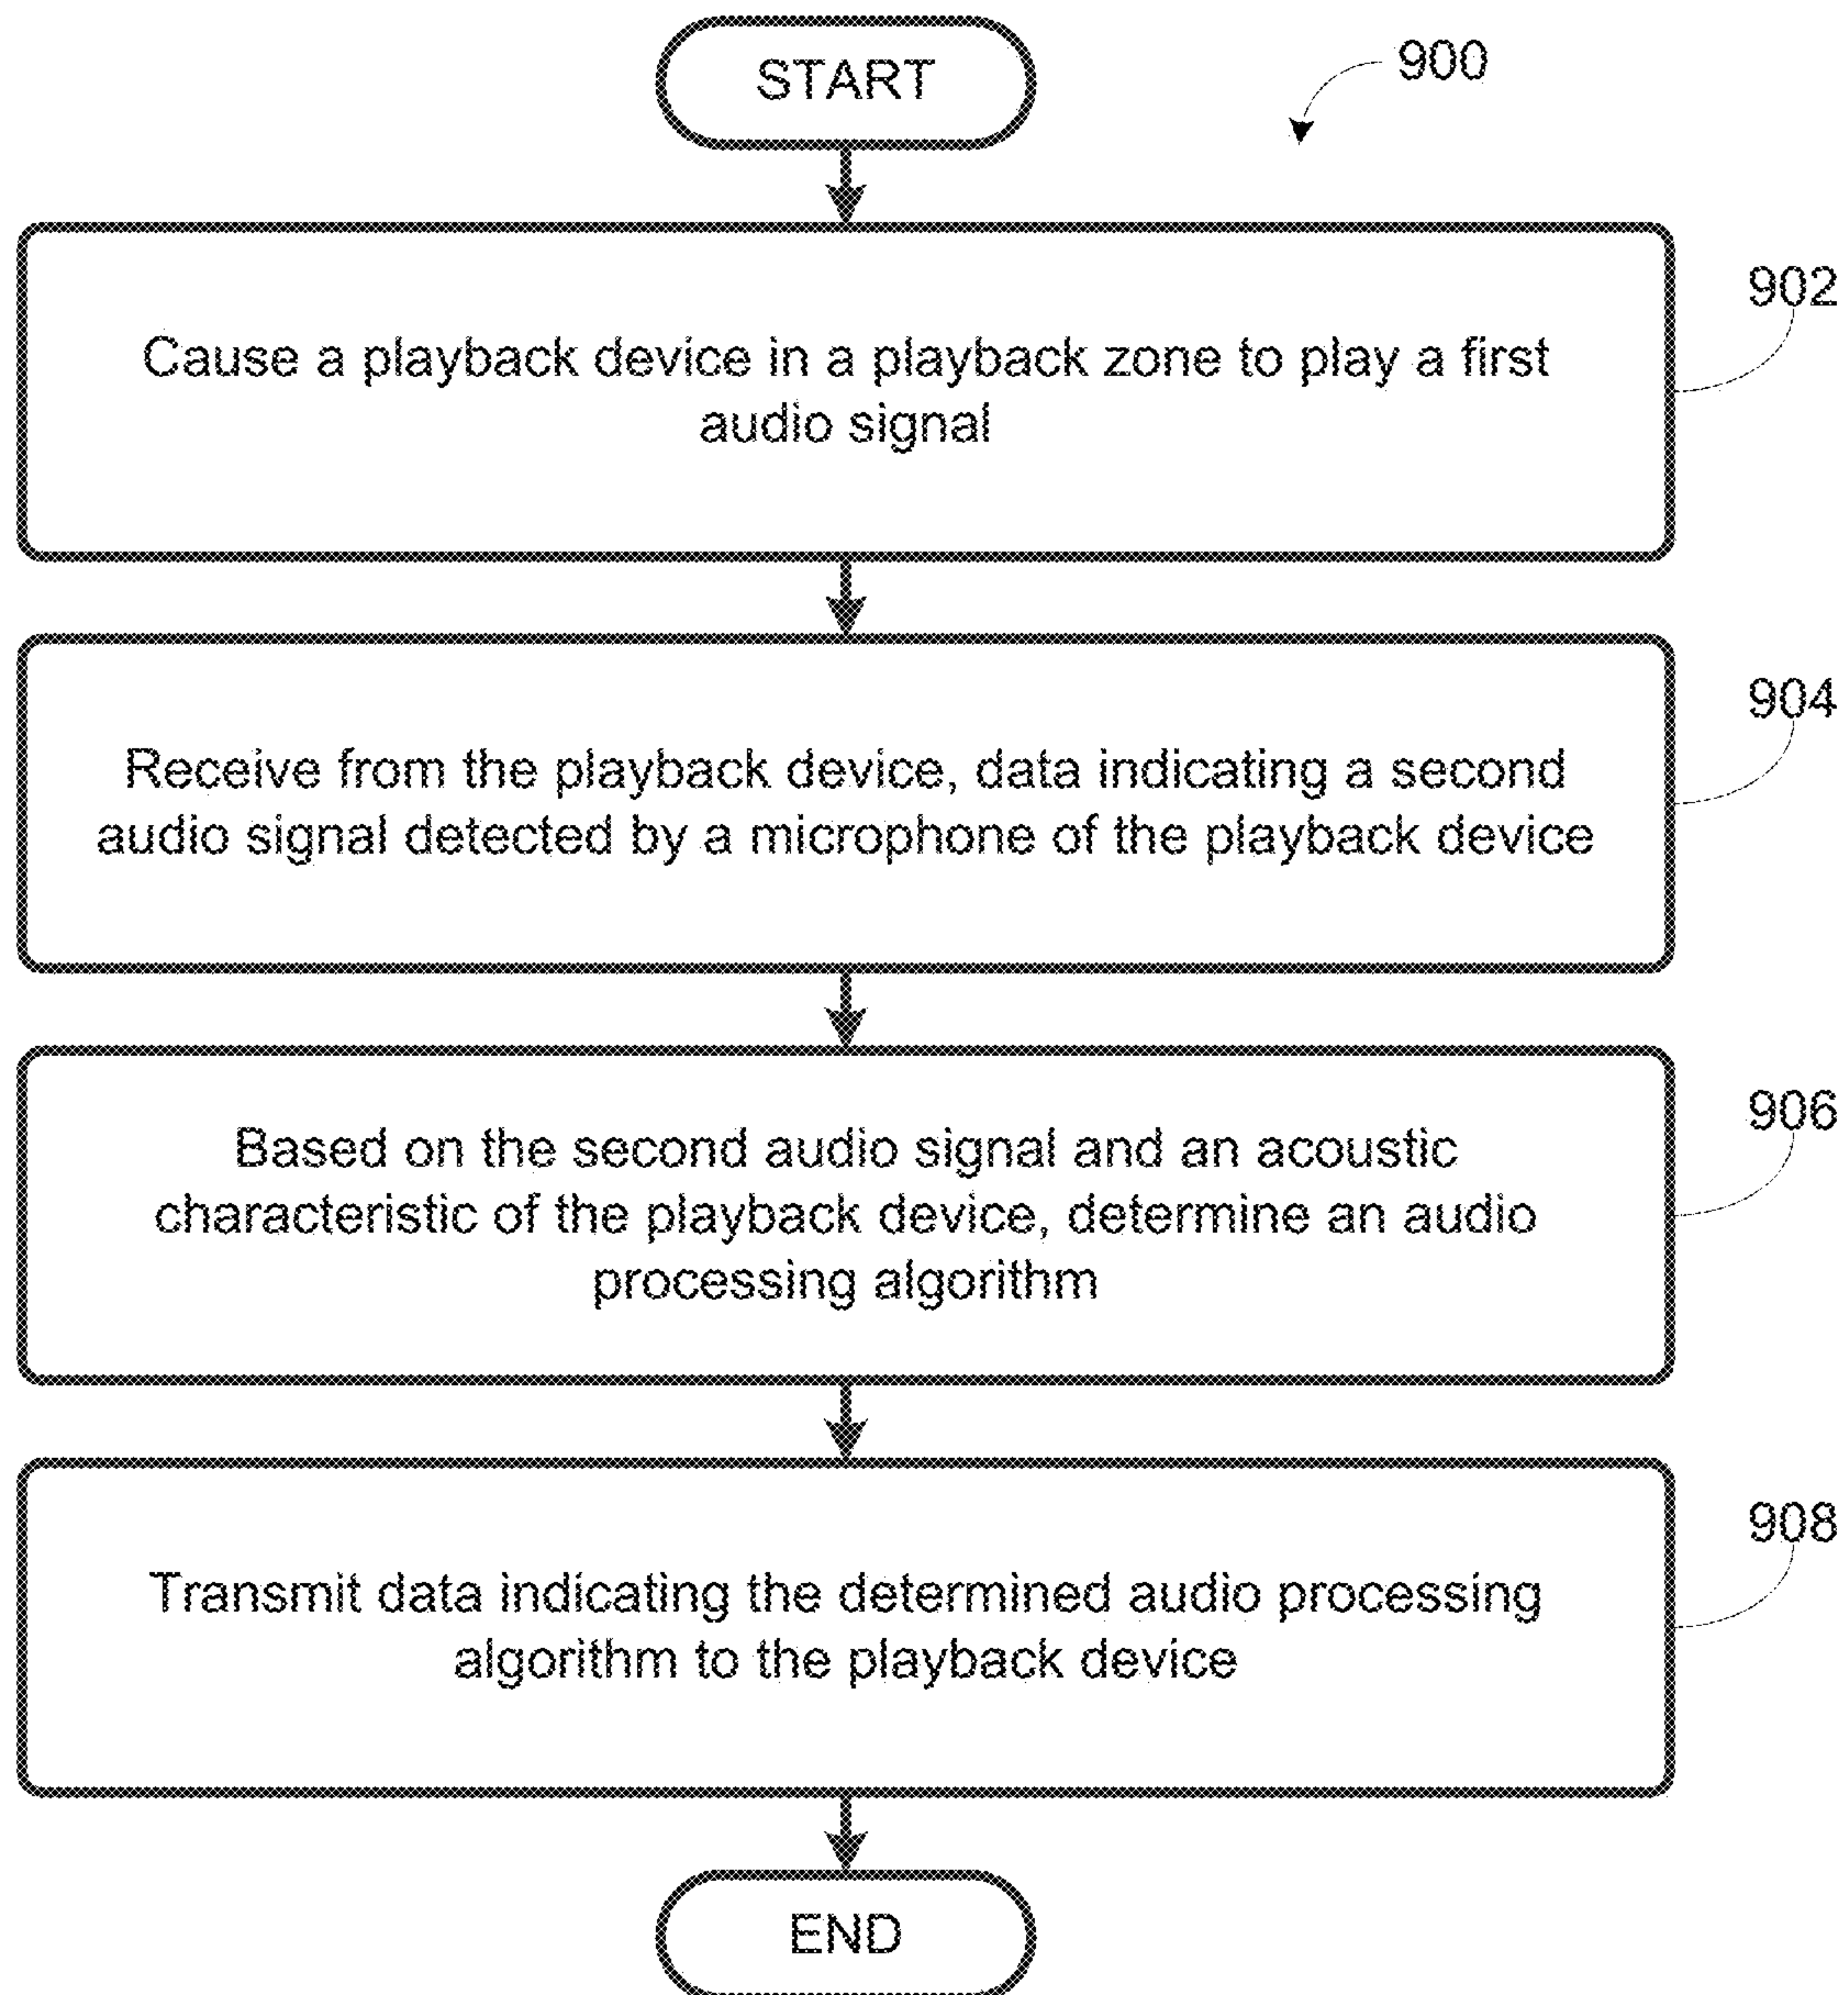 START
900
Cause a playback device in a playback zone to play a first
audio signal
902
Receive from the playback device, data indicating a second
audio signal detected by a microphone of the playback device
904
Based on the second audio signal and an acoustic
characteristic of the playback device, determine an audio
processing algorithm
906
Transmit data indicating the determined audio processing
algorithm to the playback device
908
END